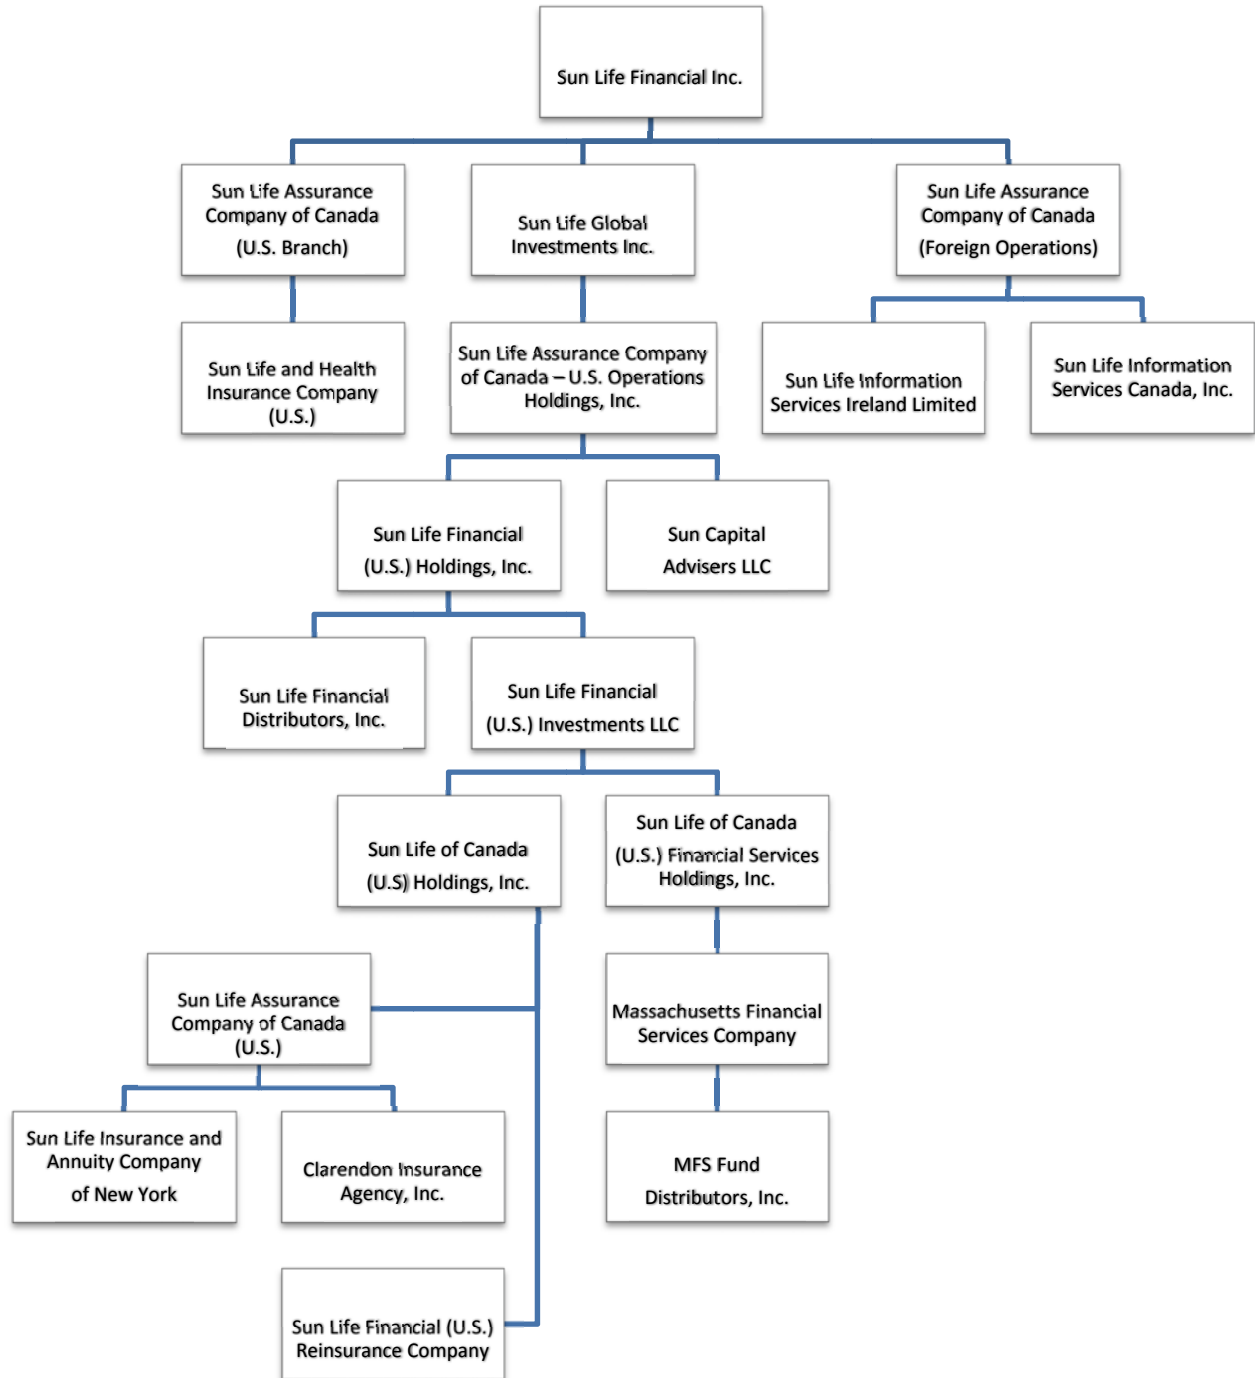 Sun Life Financial Inc.
Sun Life Assurance
Company of Canada
(U.S. Branch)
Sun Life Global
Investments Inc.
Sun Life Assurance
Company of Canada
(Foreign Operations)
Sun Life and Health
Insurance Company
(U.S.)
Sun Life Assurance Company
of Canada – U.S. Operations
Holdings, Inc.
Sun Life Information
Services Ireland Limited
Sun Life Information
Services Canada, Inc.
Sun Life Financial
(U.S.) Holdings, Inc.
Sun Capital
Advisers LLC
Sun Life Financial
Distributors, Inc.
Sun Life Financial
(U.S.) Investments LLC
Sun Life of Canada
(U.S) Holdings, Inc.
Sun Life of Canada
(U.S.) Financial Services
Holdings, Inc.
Sun Life Assurance
Company of Canada
(U.S.)
Massachusetts Financial
Services Company
Sun Life Insurance and
Annuity Company
of New York
Clarendon Insurance
Agency, Inc.
MFS Fund
Distributors, Inc.
Sun Life Financial (U.S.)
Reinsurance Company